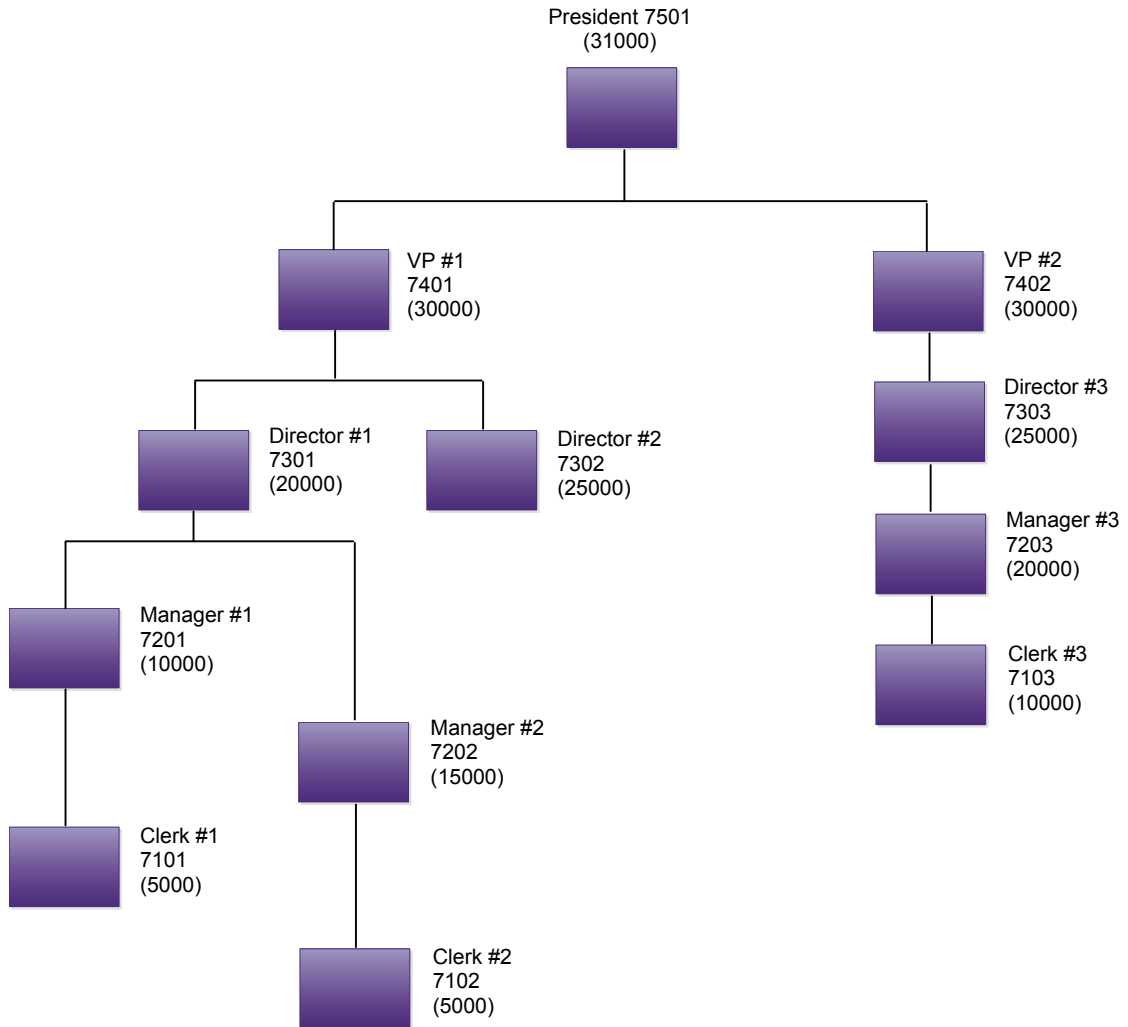 President 7501
(31000)
VP #1
7401
(30000)
VP #2
7402
(30000)
Director #1
7301
(20000)
Director #2
7302
(25000)
Director #3
7303
(25000)
Manager #1
7201
(10000)
Manager #2
7202
(15000)
Manager #3
7203
(20000)
Clerk #1
7101
(5000)
Clerk #2
7102
(5000)
Clerk #3
7103
(10000)